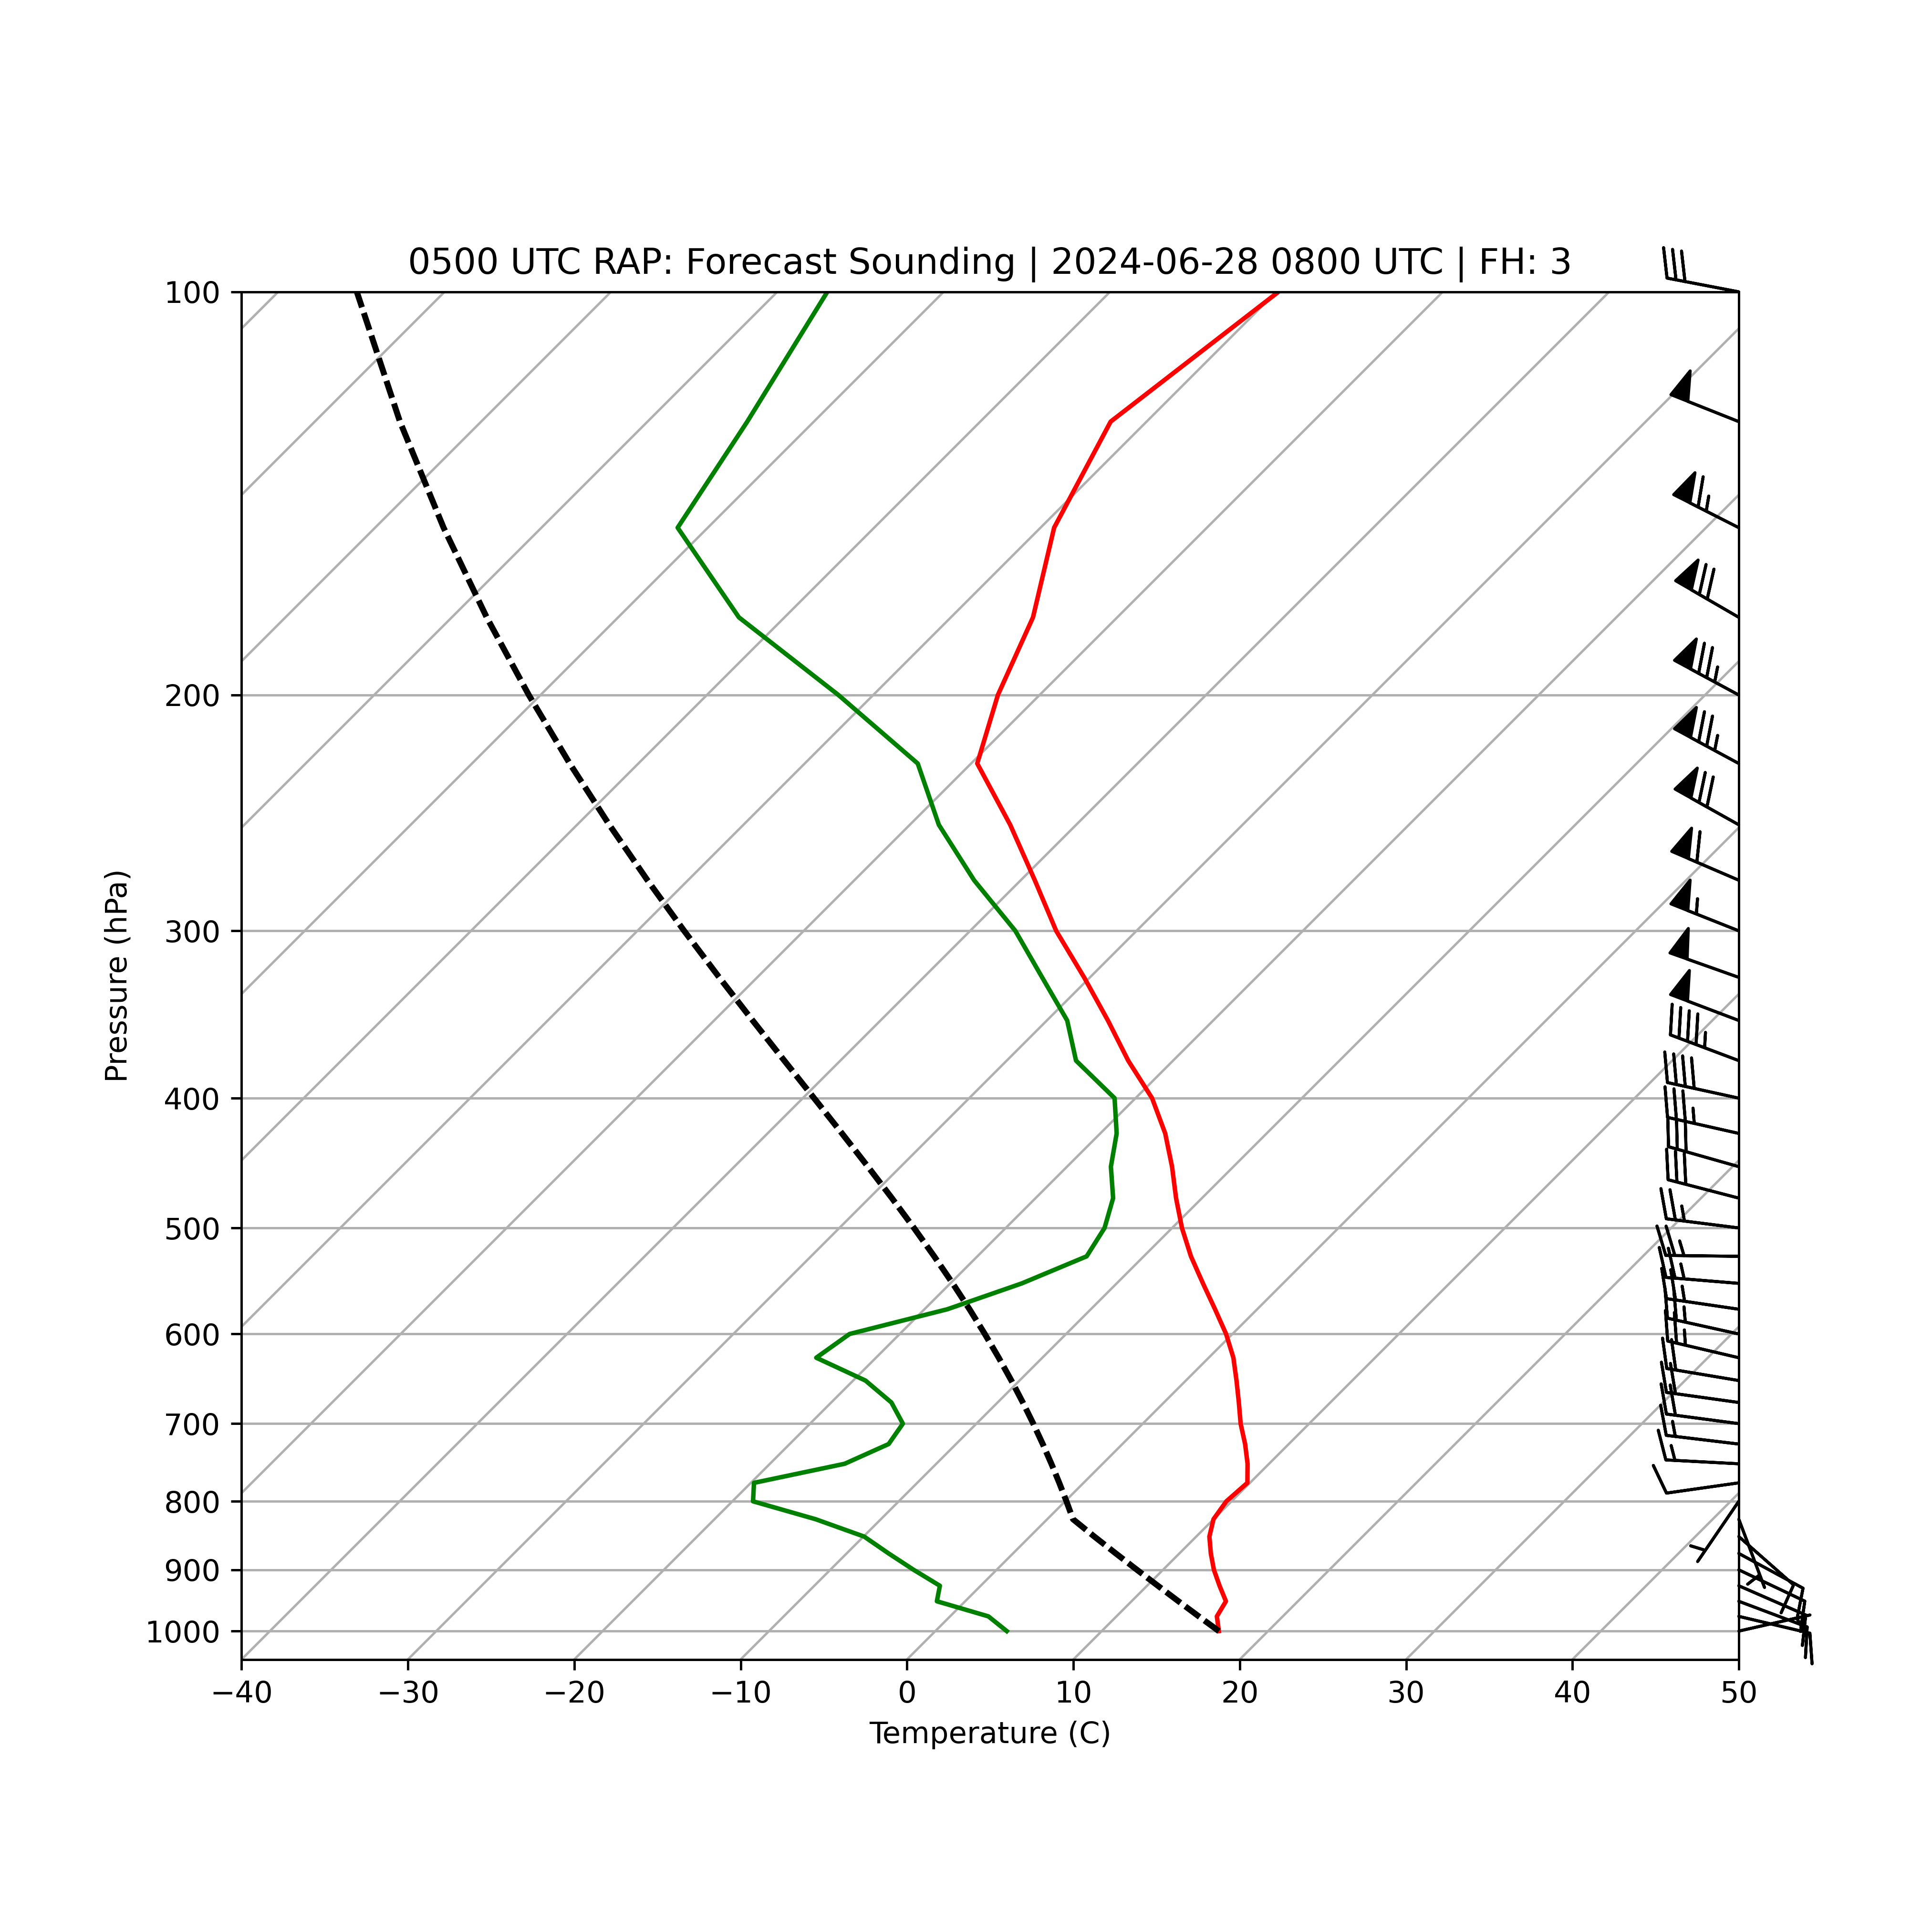 0500 UTC RAP: Forecast Sounding | 2024-06-28 0800 UTC | FH: 3
100
200
300
400
500
600
700
800
900
1000
Pressure (hPa)
−40 −30 −20 −10 0 10 20 30 40 50
Temperature (C)